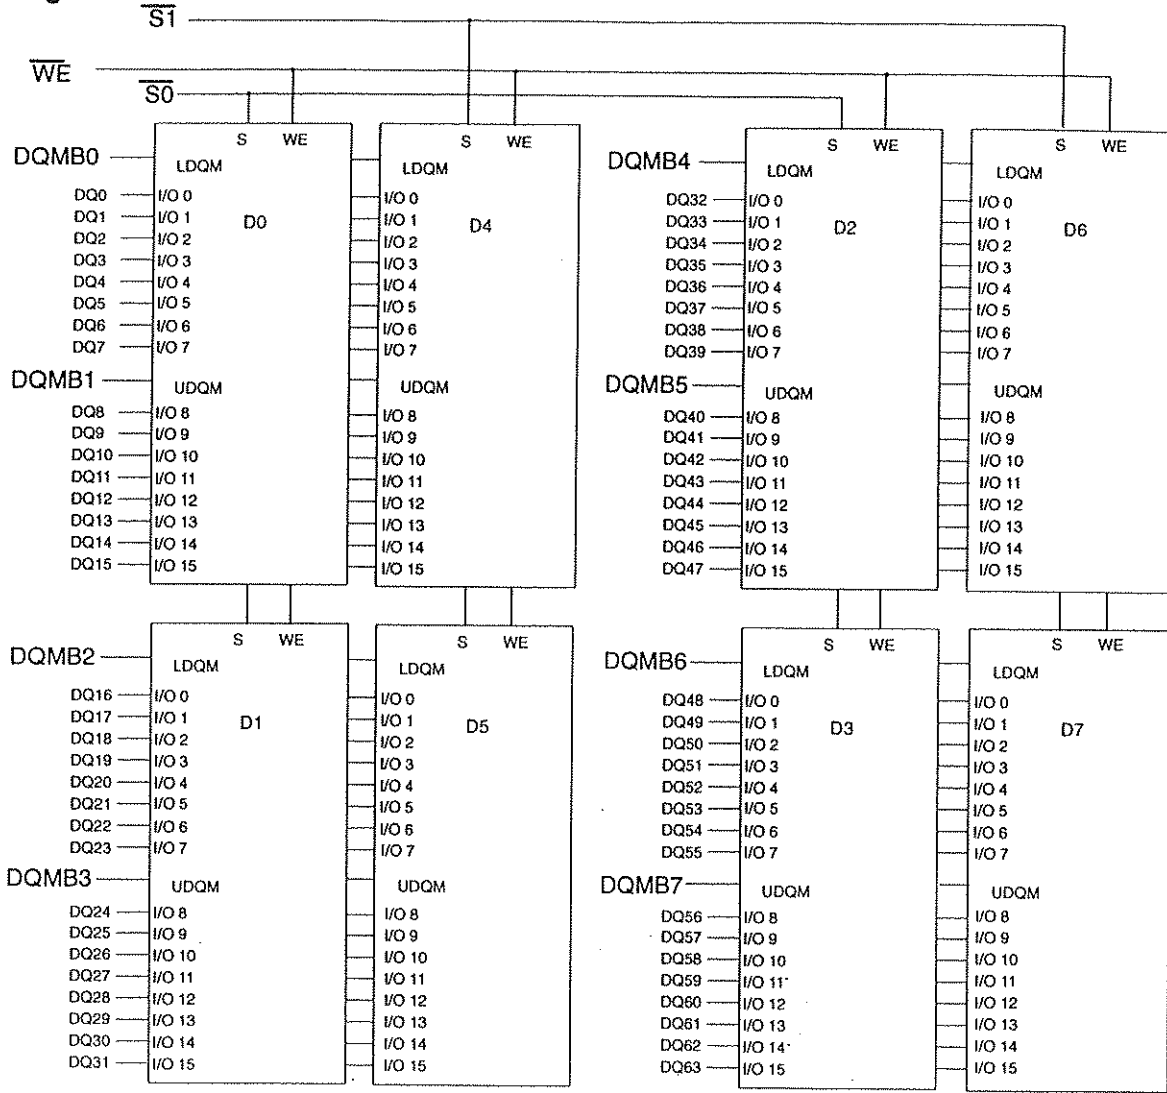 S1
WE
S0
S WE S WE S WE S WE
DQMB0 LDQM LDQM DQMB4 LDQM LDQM
DQ0 I/O 0 I/O 0 DQ32 I/O 0 I/O 0
DQ1 I/O 1 D0 I/O 1 D4 DQ33 I/O 1 D2 I/O 1 D6
DQ2 I/O 2 I/O 2 DQ34 I/O 2 I/O 2
DQ3 I/O 3 I/O 3 DQ35 I/O 3 I/O 3
DQ4 I/O 4 I/O 4 DQ36 I/O 4 I/O 4
DQ5 I/O 5 I/O 5 DQ37 I/O 5 I/O 5
DQ6 I/O 6 I/O 6 DQ38 I/O 6 I/O 6
DQ7 I/O 7 I/O 7 DQ39 I/O 7 I/O 7
DQMB1 UDQM UDQM DQMB5 UDQM UDQM
DQ8 I/O 8 I/O 8 DQ40 I/O 8 I/O 8
DQ9 I/O 9 I/O 9 DQ41 I/O 9 I/O 9
DQ10 I/O 10 I/O 10 DQ42 I/O 10 I/O 10
DQ11 I/O 11 I/O 11 DQ43 I/O 11 I/O 11
DQ12 I/O 12 I/O 12 DQ44 I/O 12 I/O 12
DQ13 I/O 13 I/O 13 DQ45 I/O 13 I/O 13
DQ14 I/O 14 I/O 14 DQ46 I/O 14 I/O 14
DQ15 I/O 15 I/O 15 DQ47 I/O 15 I/O 15
S WE S WE S WE S WE
DQMB2 LDQM LDQM DQMB6 LDQM LDQM
DQ16 I/O 0 I/O 0 DQ48 I/O 0 I/O 0
DQ17 I/O 1 D1 I/O 1 D5 DQ49 I/O 1 D3 I/O 1 D7
DQ18 I/O 2 I/O 2 DQ50 I/O 2 I/O 2
DQ19 I/O 3 I/O 3 DQ51 I/O 3 I/O 3
DQ20 I/O 4 I/O 4 DQ52 I/O 4 I/O 4
DQ21 I/O 5 I/O 5 DQ53 I/O 5 I/O 5
DQ22 I/O 6 I/O 6 DQ54 I/O 6 I/O 6
DQ23 I/O 7 I/O 7 DQ55 I/O 7 I/O 7
DQMB3 UDQM UDQM DQMB7 UDQM UDQM
DQ24 I/O 8 I/O 8 DQ56 I/O 8 I/O 8
DQ25 I/O 9 I/O 9 DQ57 I/O 9 I/O 9
DQ26 I/O 10 I/O 10 DQ58 I/O 10 I/O 10
DQ27 I/O 11 I/O 11 DQ59 I/O 11 I/O 11
DQ28 I/O 12 I/O 12 DQ60 I/O 12 I/O 12
DQ29 I/O 13 I/O 13 DQ61 I/O 13 I/O 13
DQ30 I/O 14 I/O 14 DQ62 I/O 14 I/O 14
DQ31 I/O 15 I/O 15 DQ63 I/O 15 I/O 15